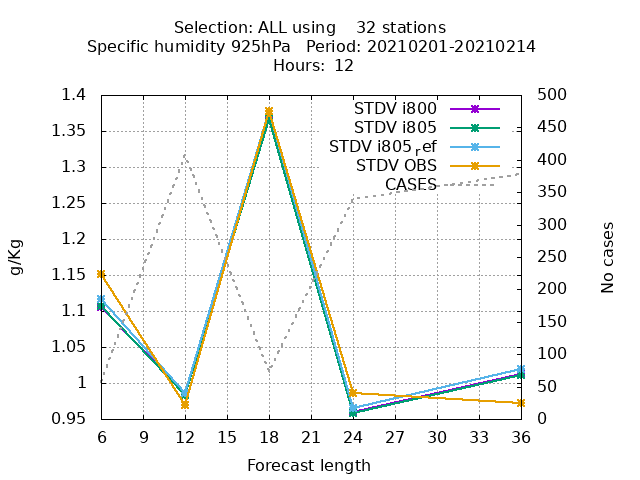 Selection: ALL using    32 stations
Specific humidity 925hPa   Period: 20210201-20210214
Hours:  12
STDV i800
STDV i805
STDV i805_ref
STDV OBS
CASES
1.4
1.35
1.3
1.25
1.2
1.15
1.1
1.05
1
0.95
g/Kg
500
450
400
350
300
250
200
150
100
50
0
No cases
6 9 12 15 18 21 24 27 30 33 36
Forecast length